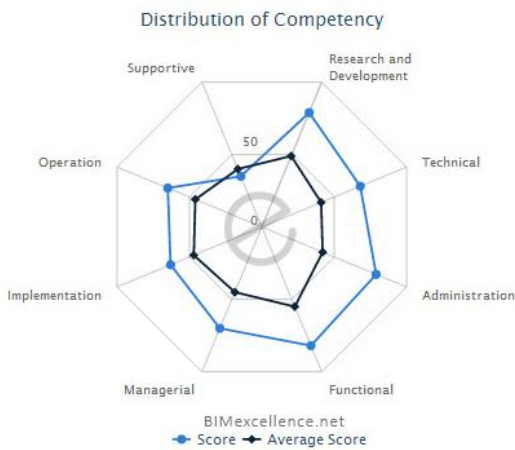 Distribution of Competency
Supportive
Research and
Development
50
Operation
Technical
0
Implementation
Administration
Managerial
Functional
BIMexcellence.net
Score
Average Score